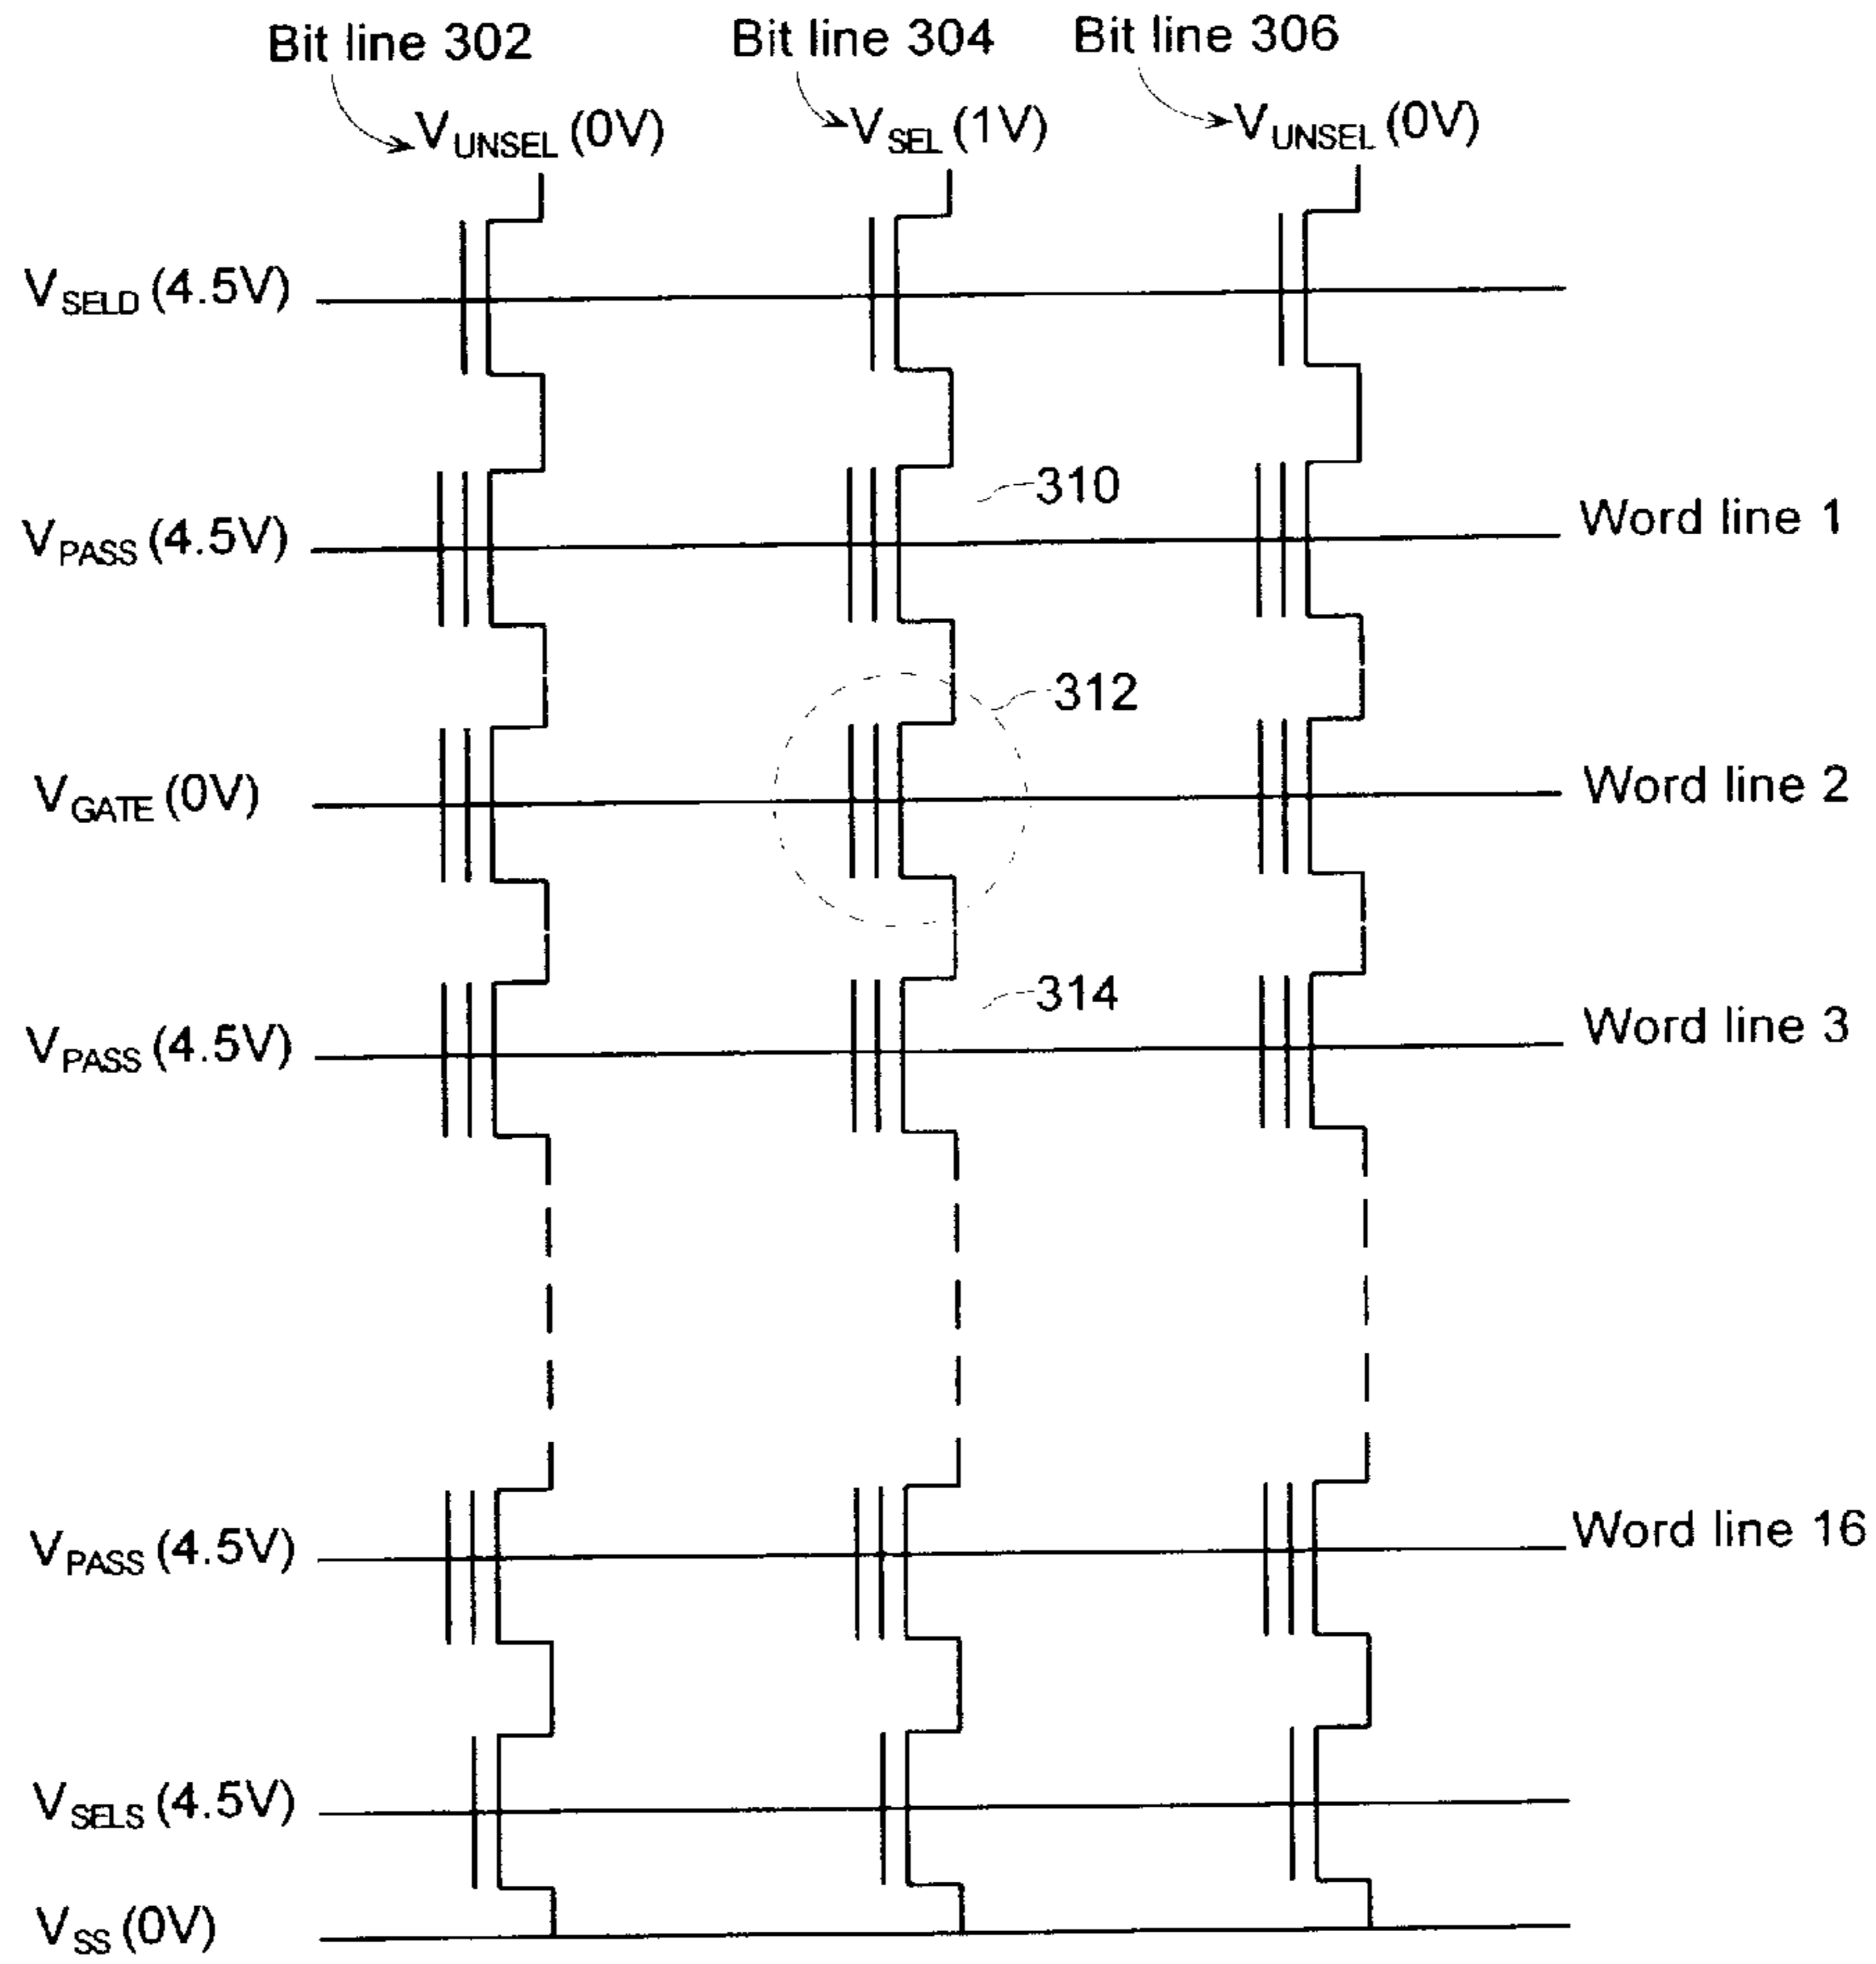 Bit line 302 Bit line 304 Bit line 306
VUNSEL (0V) VSEL (1V) VUNSEL (0V)
VSELD (4.5V)
310
VPASS (4.5V) Word line 1
312
VGATE (0V) Word line 2
314
VPASS (4.5V) Word line 3
VPASS (4.5V) Word line 16
VSELS (4.5V)
VSS (0V)